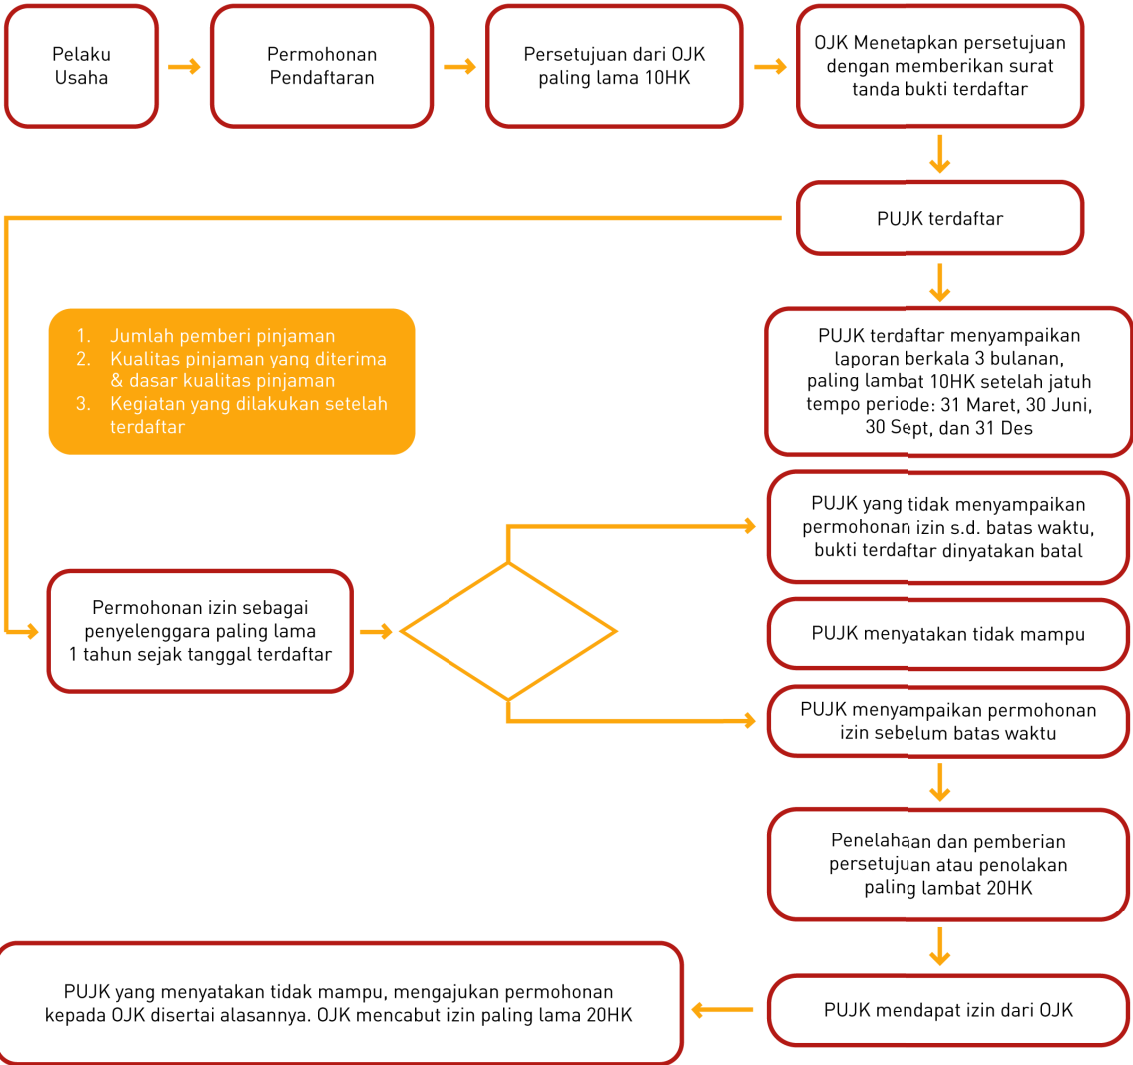 Pelaku
Usaha
Permohonan
Pendaftaran
Persetujuan dari OJK
paling lama 10HK
OJK Menetapkan persetujuan
dengan memberikan surat
tanda bukti terdaftar
PUJK terdaftar
1. Jumlah pemberi pinjaman
2. Kualitas pinjaman yang diterima
& dasar kualitas pinjaman
3. Kegiatan yang dilakukan setelah
terdaftar
PUJK terdaftar menyampaikan
laporan berkala 3 bulanan,
paling lambat 10HK setelah jatuh
tempo periode: 31 Maret, 30 Juni,
30 Sept, dan 31 Des
Permohonan izin sebagai
penyelenggara paling lama
1 tahun sejak tanggal terdaftar
PUJK yang tidak menyampaikan
permohonan izin s.d. batas waktu,
bukti terdaftar dinyatakan batal
PUJK menyatakan tidak mampu
PUJK menyampaikan permohonan
izin sebelum batas waktu
Penelahaan dan pemberian
persetujuan atau penolakan
paling lambat 20HK
PUJK mendapat izin dari OJK
PUJK yang menyatakan tidak mampu, mengajukan permohonan
kepada OJK disertai alasannya. OJK mencabut izin paling lama 20HK